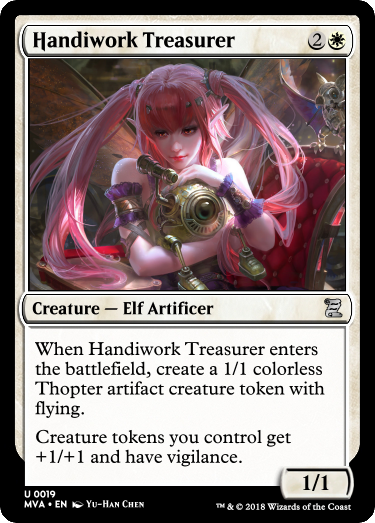 Handiwork Treasurer 2
Creature — Elf Artificer
When Handiwork Treasurer enters
the battlefield, create a 1/1 colorless
Thopter artifact creature token with
flying.
Creature tokens you control get
+1/+1 and have vigilance.
1/1
U 0019
MVA • EN Yu-Han Chen
™ & © 2018 Wizards of the Coast